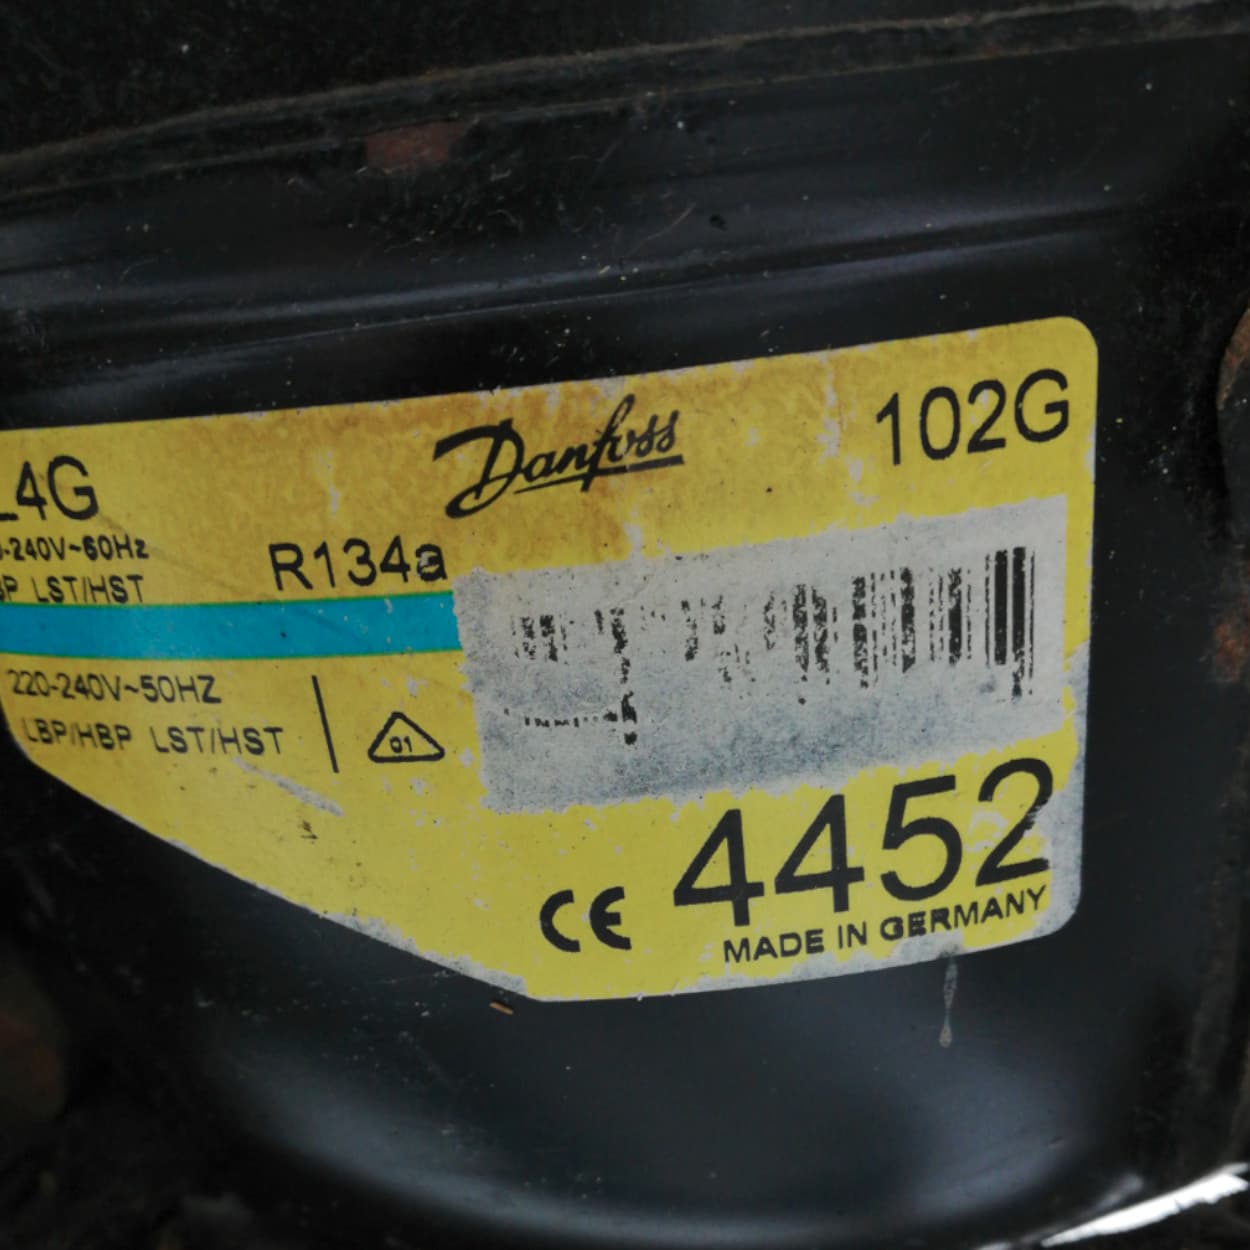 L4G
Danfoss
102G
-240V~60Hz
BP LST/HST
R134a
220-240V~50HZ
LBP/HBP LST/HST
01
CE
4452
MADE IN GERMANY